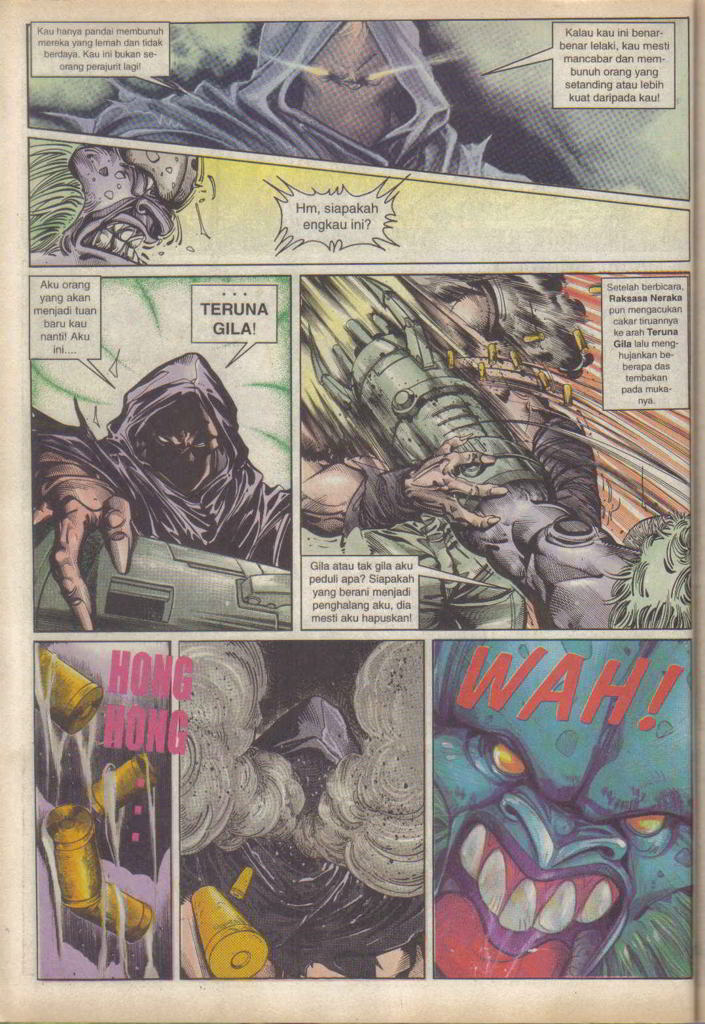 Kau hanya pandai membunuh
mereka yang lemah dan tidak
berdaya. Kau ini bukan se-
orang perajurit lagi!
Kalau kau ini benar-
benar lelaki, kau mesti
mancabar dan mem-
bunuh orang yang
setanding atau lebih
kuat daripada kau!
Hm, siapakah
engkau ini?
Aku orang
yang akan
menjadi tuan
baru kau
nanti! Aku
ini....
• • •
TERUNA
GILA!
Setelah berbicara,
Raksasa Neraka
pun mengacukan
cakar tiruannya
ke arah Teruna
Gila lalu meng-
hujankan be-
berapa das
tembakan
pada muka-
nya.
Gila atau tak gila aku
peduli apa? Siapakah
yang berani menjadi
penghalang aku, dia
mesti aku hapuskan!
HONG
HONG
...
WAH!